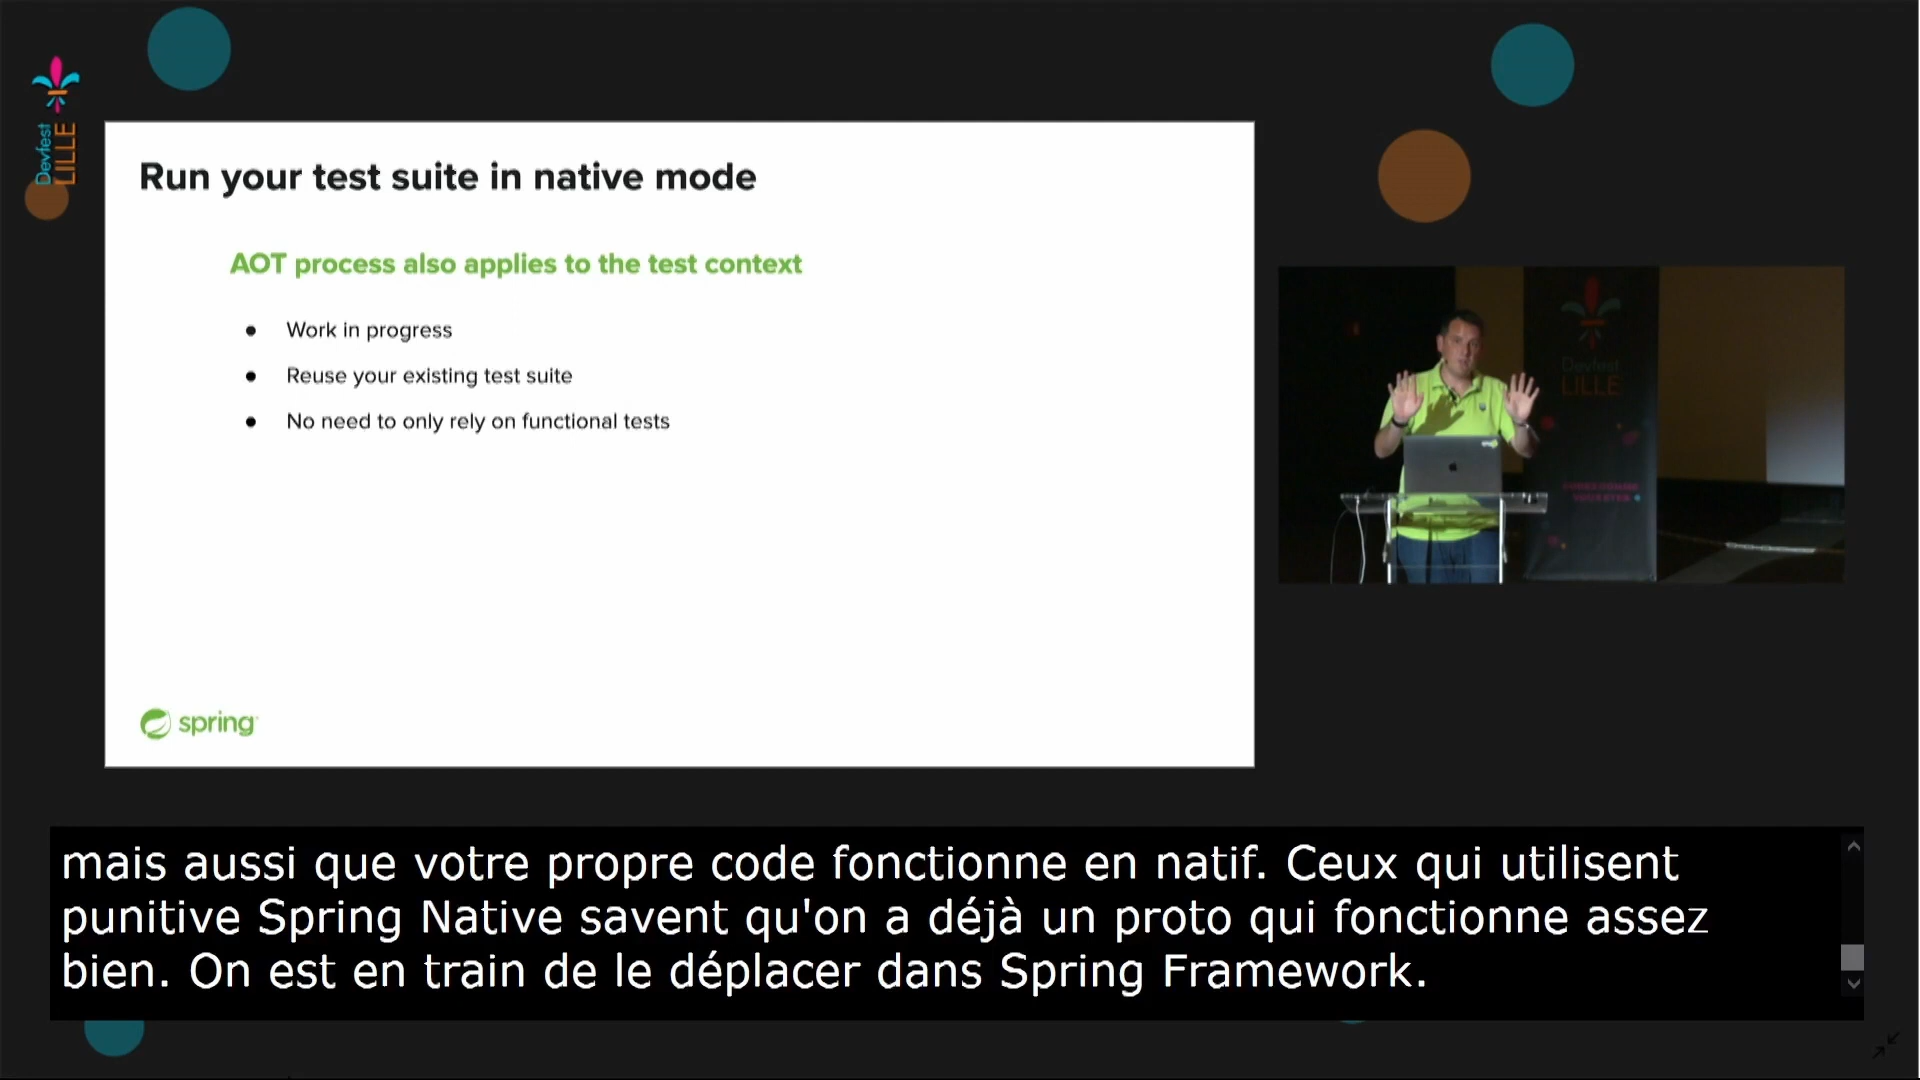 Devfest
LILLE
Run your test suite in native mode
AOT process also applies to the test context
● Work in progress
● Reuse your existing test suite
● No need to only rely on functional tests
spring
Devfest
LILLE
mais aussi que votre propre code fonctionne en natif. Ceux qui utilisent
punitive Spring Native savent qu'on a déjà un proto qui fonctionne assez
bien. On est en train de le déplacer dans Spring Framework.